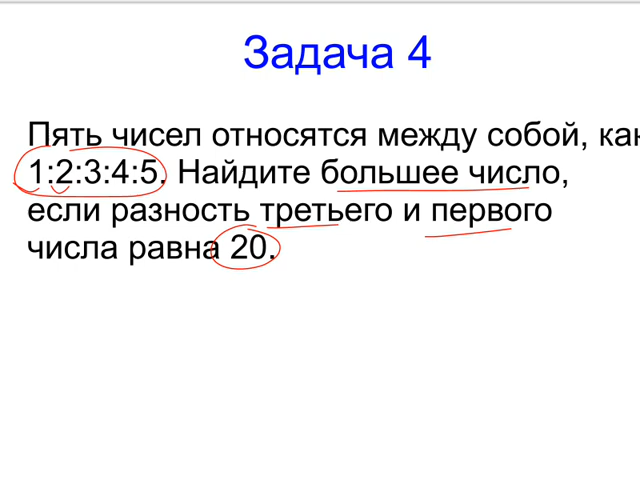 Задача 4
Пять чисел относятся между собой, как
1:2:3:4:5. Найдите большее число,
если разность третьего и первого
числа равна 20.